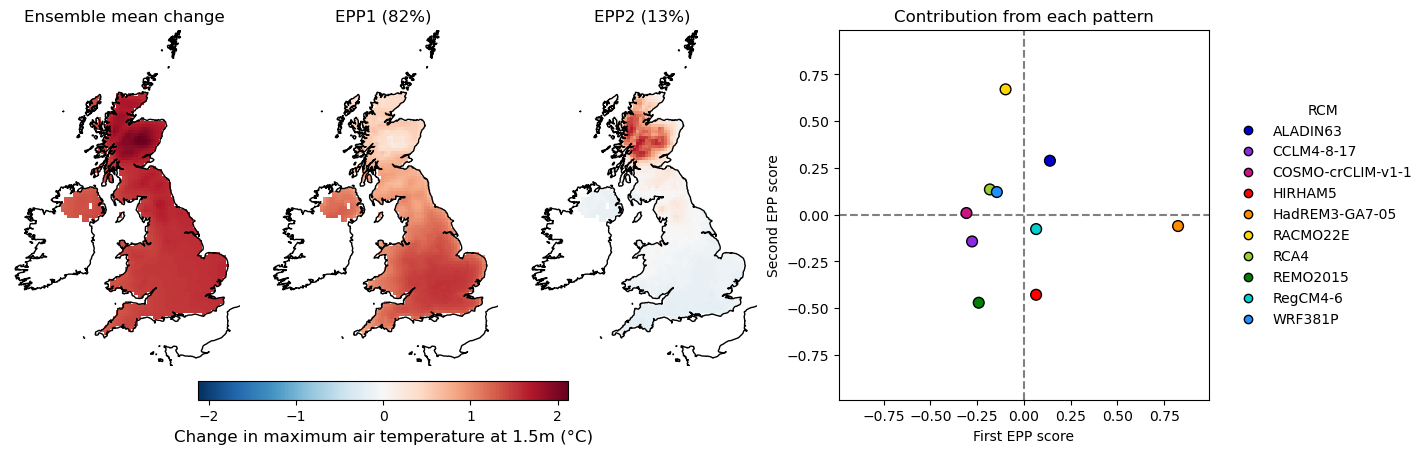 Ensemble mean change
EPP1 (82%)
EPP2 (13%)
−2
−1
0
1
2
Change in maximum air temperature at 1.5m (°C)
Contribution from each pattern
Second EPP score
0.75
0.50
0.25
0.00
−0.25
−0.50
−0.75
−0.75
−0.50
−0.25
0.00
0.25
0.50
0.75
First EPP score
RCM
ALADIN63
CCLM4-8-17
COSMO-crCLIM-v1-1
HIRHAM5
HadREM3-GA7-05
RACMO22E
RCA4
REMO2015
RegCM4-6
WRF381P